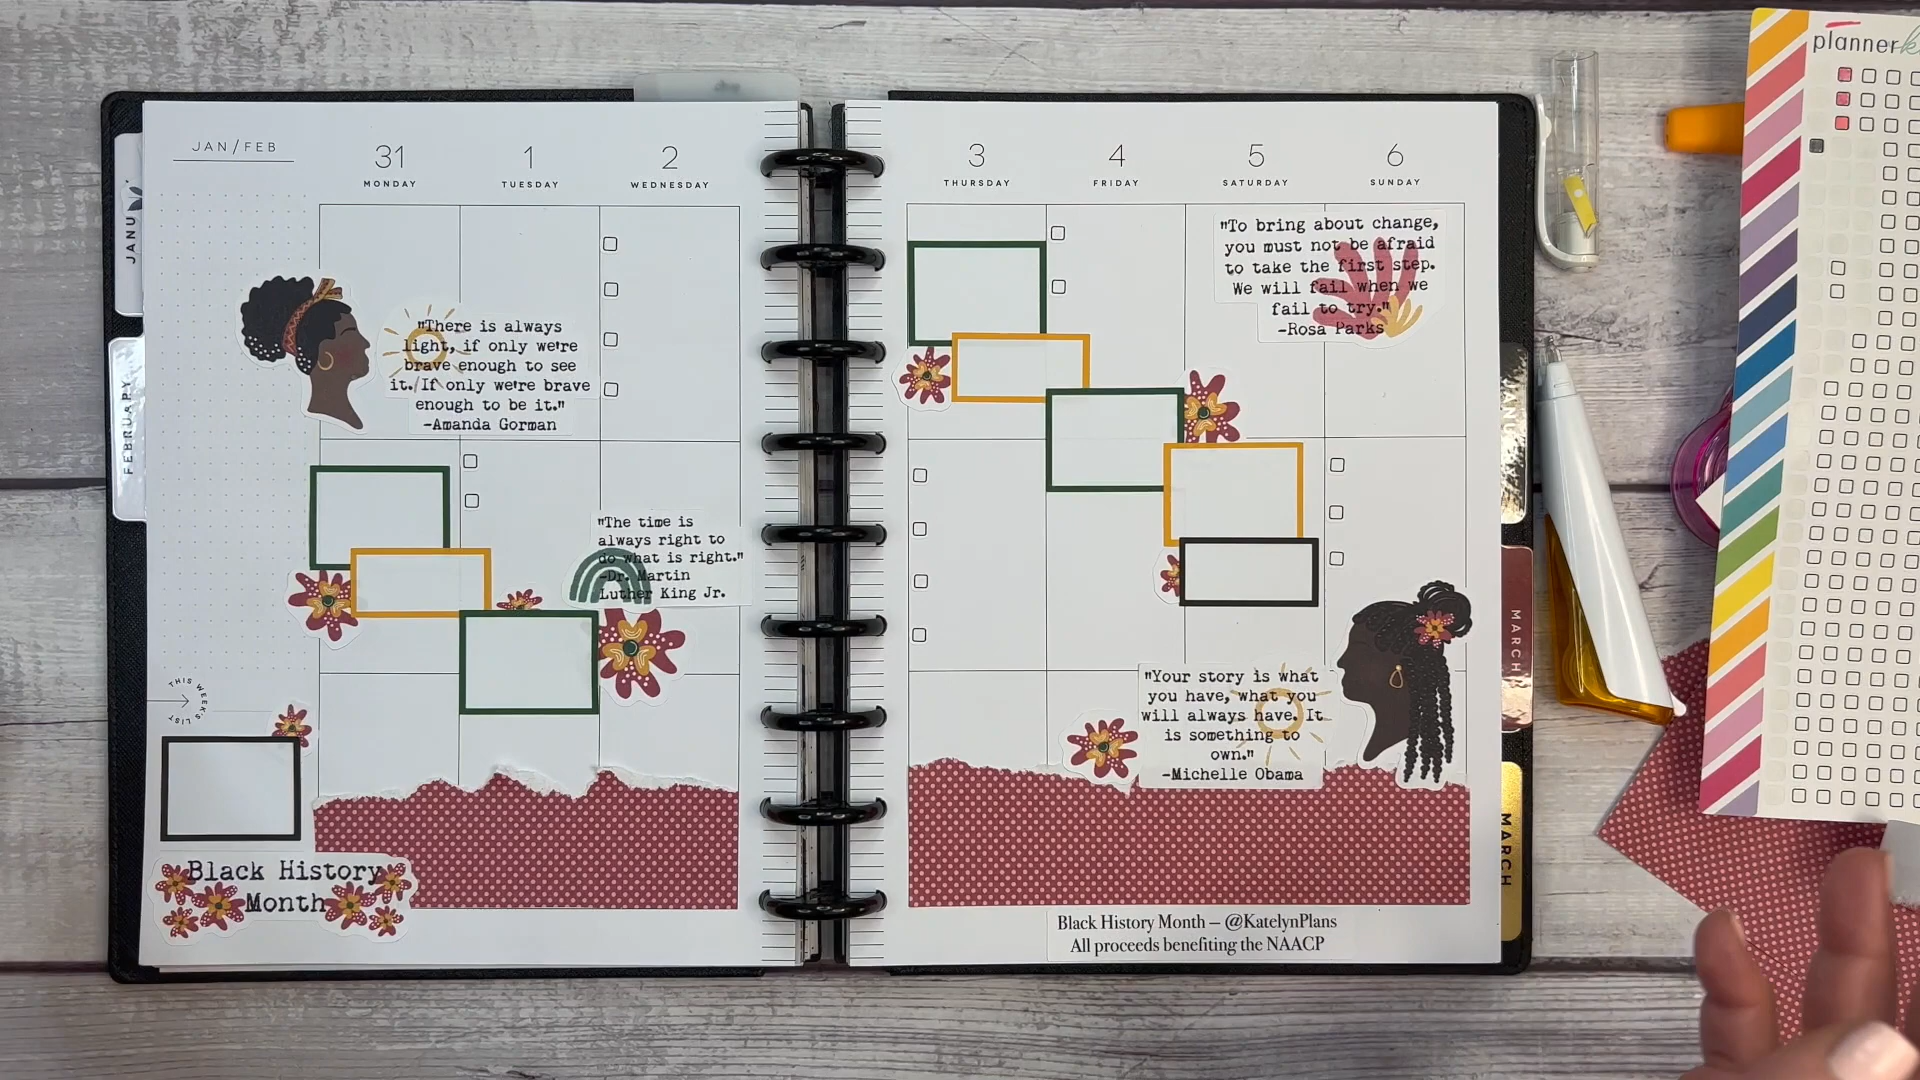 JAN/FEB
31
MONDAY
1
TUESDAY
2
WEDNESDAY
3
THURSDAY
4
FRIDAY
5
SATURDAY
6
SUNDAY
FEBRUARY
"There is always
light, if only we're
brave enough to see
it. If only we're brave
enough to be it."
-Amanda Gorman
"The time is
always right to
do what is right."
-Dr. Martin
Luther King Jr.
THIS WEEK'S LIST
Black History
Month
"To bring about change,
you must not be afraid
to take the first step.
We will fail when we
fail to try."
-Rosa Parks
"Your story is what
you have, what you
will always have. It
is something to
own."
-Michelle Obama
Black History Month – @KatelynPlans
All proceeds benefiting the NAACP
MARCH
MARCH
planner